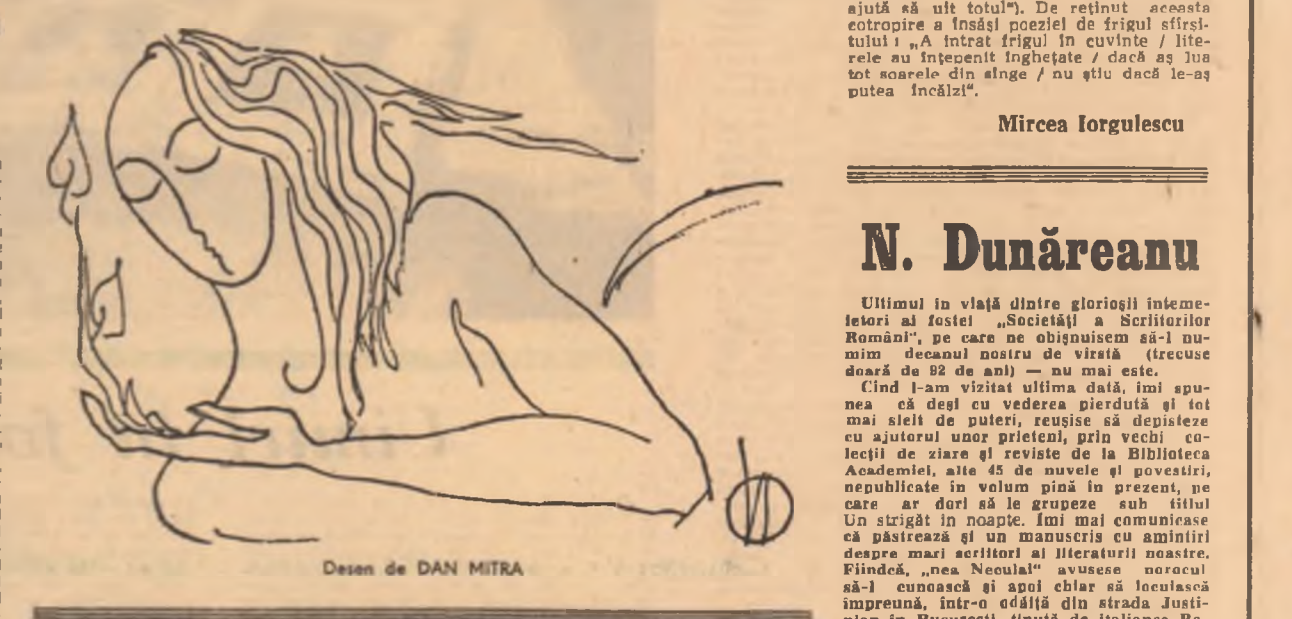 ajută să uit totul"). De reținut aceasta
cotropire a însăși poeziei de frigul sfîrși-
tului : „A intrat frigul în cuvinte / lite-
rele au înțepenit înghețate / dacă aș lua
tot soarele din sînge / nu știu dacă le-aș
putea încălzi".
Mircea Iorgulescu
Desen de DAN MITRA
N. Dunăreanu
Ultimul în viață dintre glorioșii înteme-
ietori ai fostei „Societăți a Scriitorilor
Români", pe care ne obișnuisem să-l nu-
mim decanul nostru de vîrstă (trecuse
doară de 92 de ani) — nu mai este.
Cînd l-am vizitat ultima dată, îmi spu-
nea că deși cu vederea pierdută și tot
mai sleit de puteri, reușise să depisteze
cu ajutorul unor prieteni, prin vechi co-
lecții de ziare și reviste de la Biblioteca
Academiei, alte 45 de nuvele și povestiri,
nepublicate în volum pînă în prezent, pe
care ar dori să le grupeze sub titlul
Un strigăt în noapte. Îmi mai comunicase
că păstrează și un manuscris cu amintiri
despre mari scriitori ai literaturii noastre.
Fiindcă, „nea Neculai" avusese norocul
să-l cunoască și apoi chiar să locuiască
împreună, într-o odăiță din strada Justi-